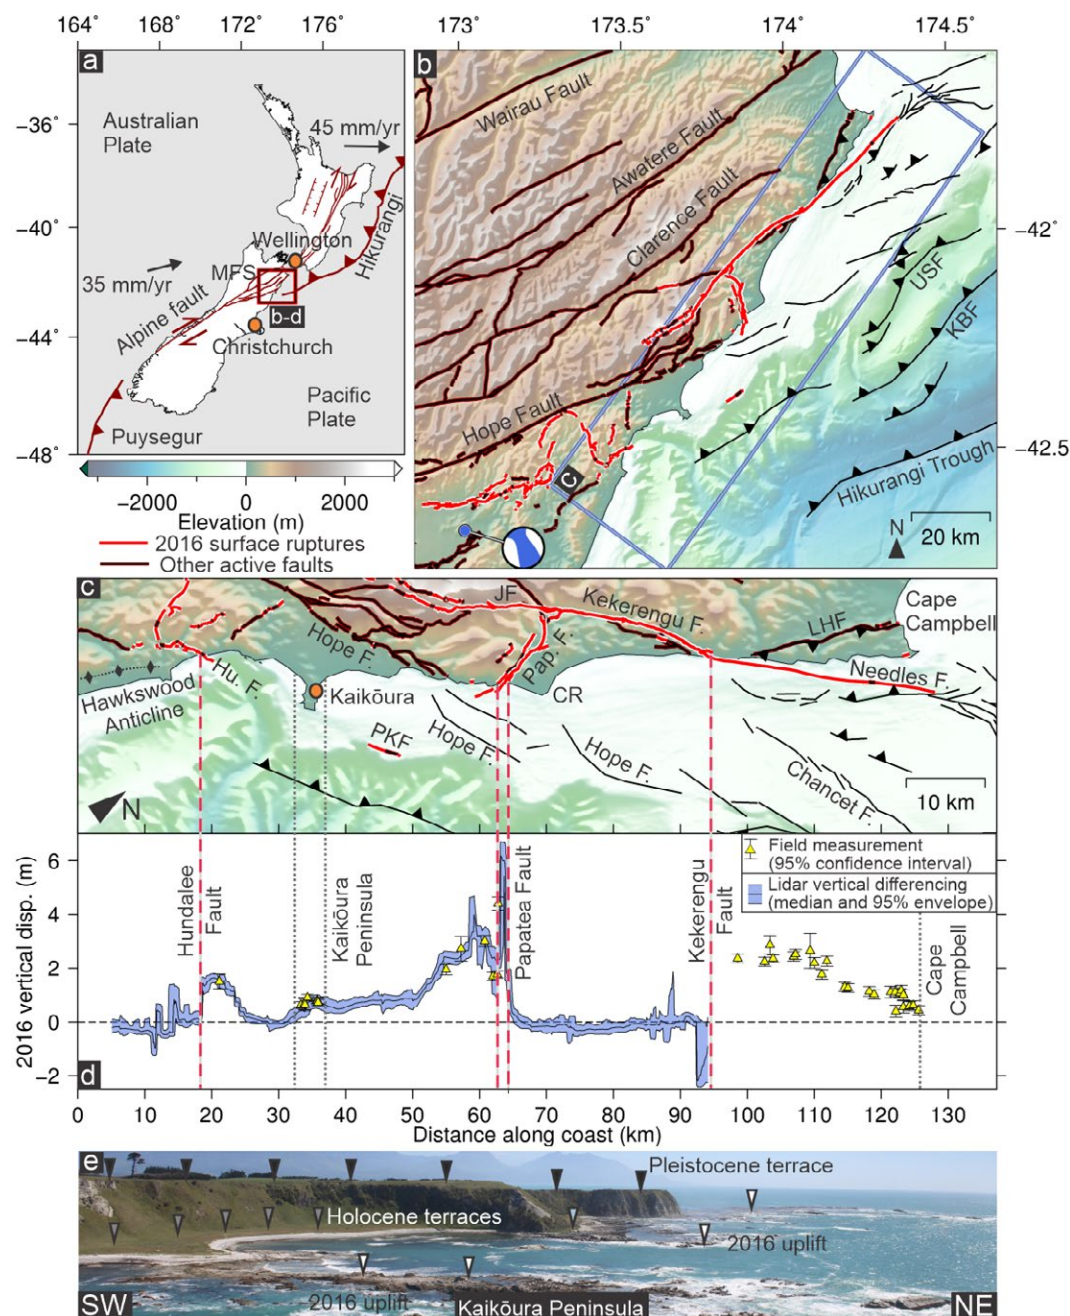 164˚ 168˚ 172˚ 176˚
173 173.5 174 174.5
a
Australian
Plate
45 mm/yr
−36˚
−40˚
Wellington
Hikurangi
MFS
35 mm/yr
Alpine fault
b-d
−44˚
Christchurch
Pacific
Plate
Puysegur
−48˚
−2000 0 2000
Elevation (m)
2016 surface ruptures
Other active faults
b
Wairau Fault
Awatere Fault
Clarence Fault
−42˚
USF
KBF
Hope Fault
C
−42.5
Hikurangi Trough
N
20 km
c
JF
Kekerengu F.
Cape
Campbell
LHF
Hope F.
Pap. F.
Needles F.
Hu. F.
Hawkswood
Anticline
Kaikōura
CR
PKF
Hope F.
Hope F.
Chancet F.
N
10 km
2016 vertical disp. (m)
6
4
2
0
−2
Hundalee
Fault
Kaikōura
Peninsula
Papatea Fault
Kekerengu
Fault
Cape
Campbell
Field measurement
(95% confidence interval)
Lidar vertical differencing
(median and 95% envelope)
d
0 10 20 30 40 50 60 70 80 90 100 110 120 130
Distance along coast (km)
e
Pleistocene terrace
Holocene terraces
2016 uplift
2016 uplift
SW
Kaikōura Peninsula
NE